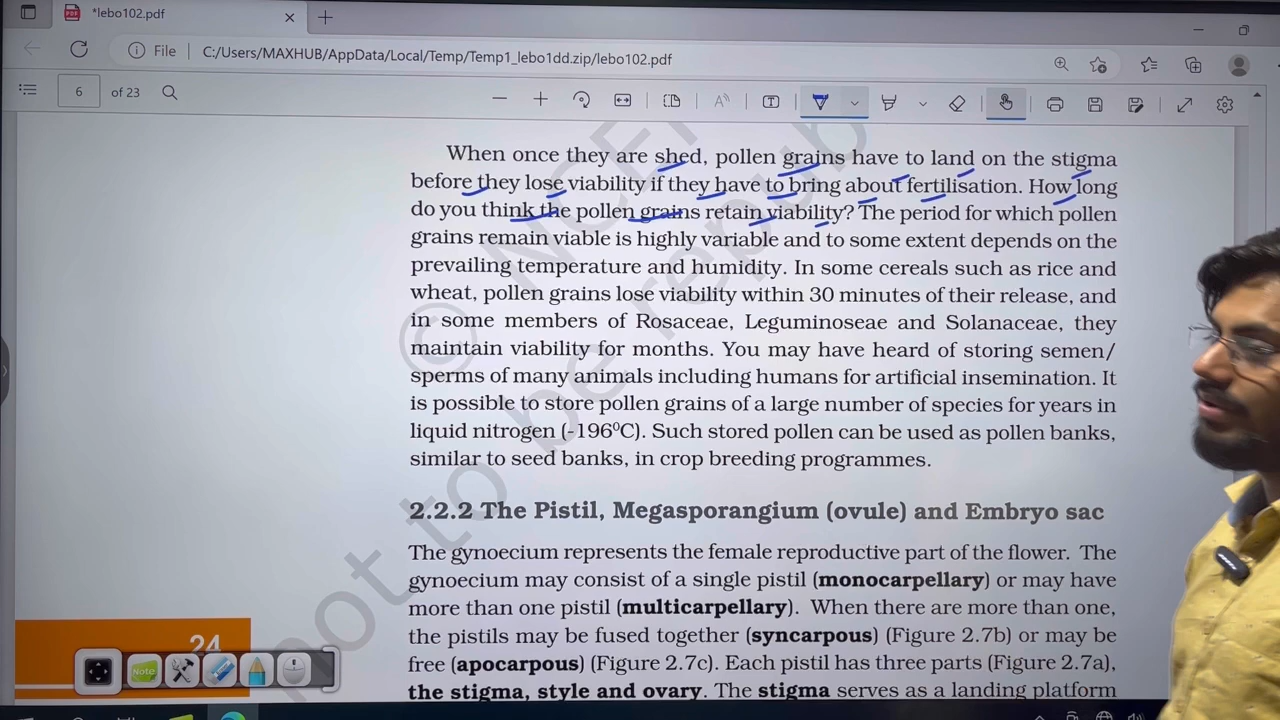 *lebo102.pdf
File
C:/Users/MAXHUB/AppData/Local/Temp/Temp1_lebo1dd.zip/lebo102.pdf
6 of 23
When once they are shed, pollen grains have to land on the stigma
before they lose viability if they have to bring about fertilisation. How long
do you think the pollen grains retain viability? The period for which pollen
grains remain viable is highly variable and to some extent depends on the
prevailing temperature and humidity. In some cereals such as rice and
wheat, pollen grains lose viability within 30 minutes of their release, and
in some members of Rosaceae, Leguminoseae and Solanaceae, they
maintain viability for months. You may have heard of storing semen/
sperms of many animals including humans for artificial insemination. It
is possible to store pollen grains of a large number of species for years in
liquid nitrogen (-196⁰C). Such stored pollen can be used as pollen banks,
similar to seed banks, in crop breeding programmes.
2.2.2 The Pistil, Megasporangium (ovule) and Embryo sac
The gynoecium represents the female reproductive part of the flower. The
gynoecium may consist of a single pistil (monocarpellary) or may have
more than one pistil (multicarpellary). When there are more than one,
the pistils may be fused together (syncarpous) (Figure 2.7b) or may be
free (apocarpous) (Figure 2.7c). Each pistil has three parts (Figure 2.7a),
the stigma, style and ovary. The stigma serves as a landing platform
24
Note
not to be repub
© NCER